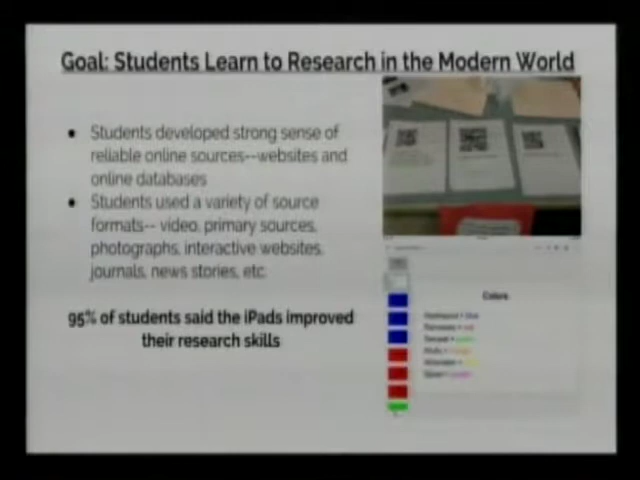 Goal: Students Learn to Research in the Modern World
● Students developed strong sense of
reliable online sources--websites and
online databases
● Students used a variety of source
formats-- video, primary sources,
photographs, interactive websites,
journals, news stories, etc.
95% of students said the iPads improved
their research skills
Colors